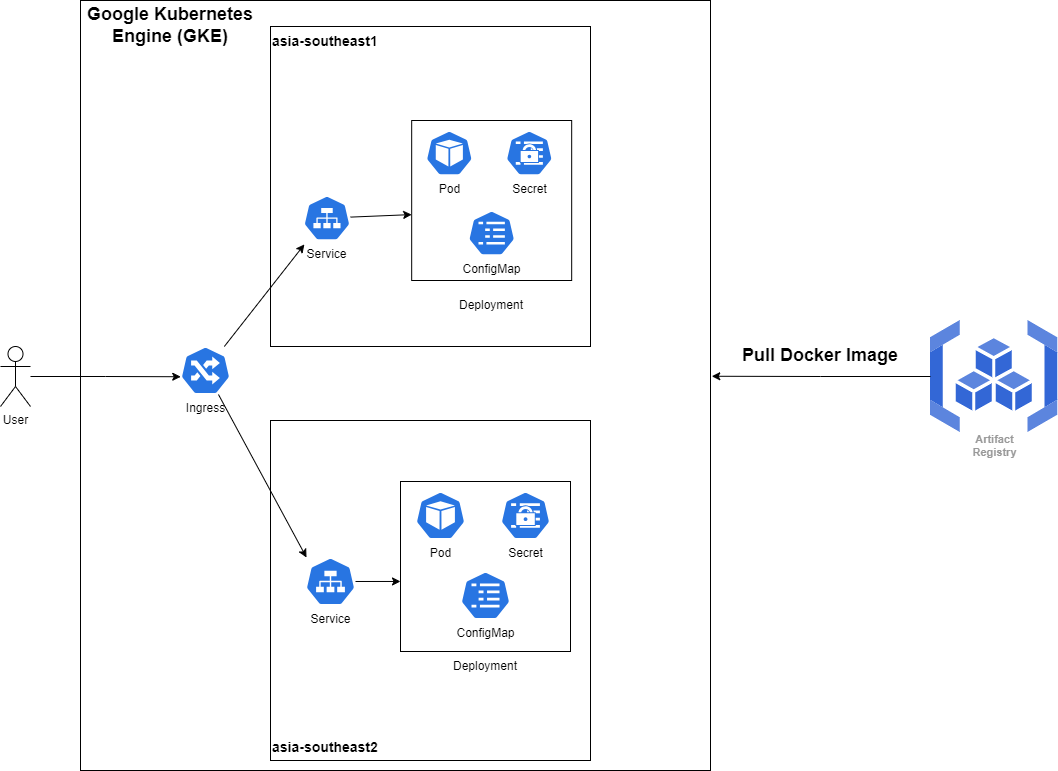 Google Kubernetes
Engine (GKE)
asia-southeast1
Pod
Secret
Service
ConfigMap
Deployment
Pull Docker Image
User
Ingress
Artifact
Registry
Pod
Secret
Service
ConfigMap
Deployment
asia-southeast2